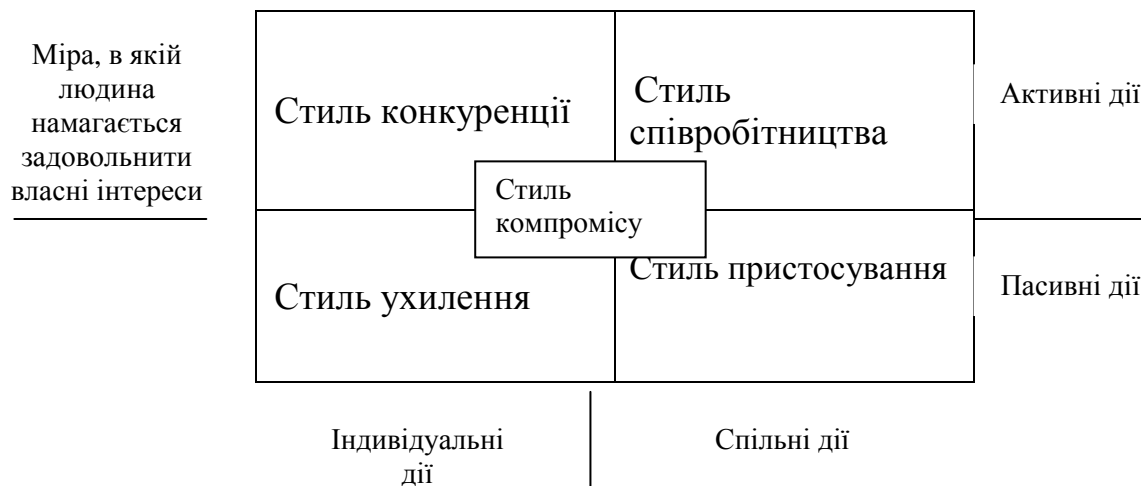 Міра, в якій
людина
намагається
задовольнити
власні інтереси
Стиль конкуренції
Стиль
співробітництва
Активні дії
Стиль
компромісу
Стиль ухилення
Стиль пристосування
Пасивні дії
Індивідуальні
дії
Спільні дії